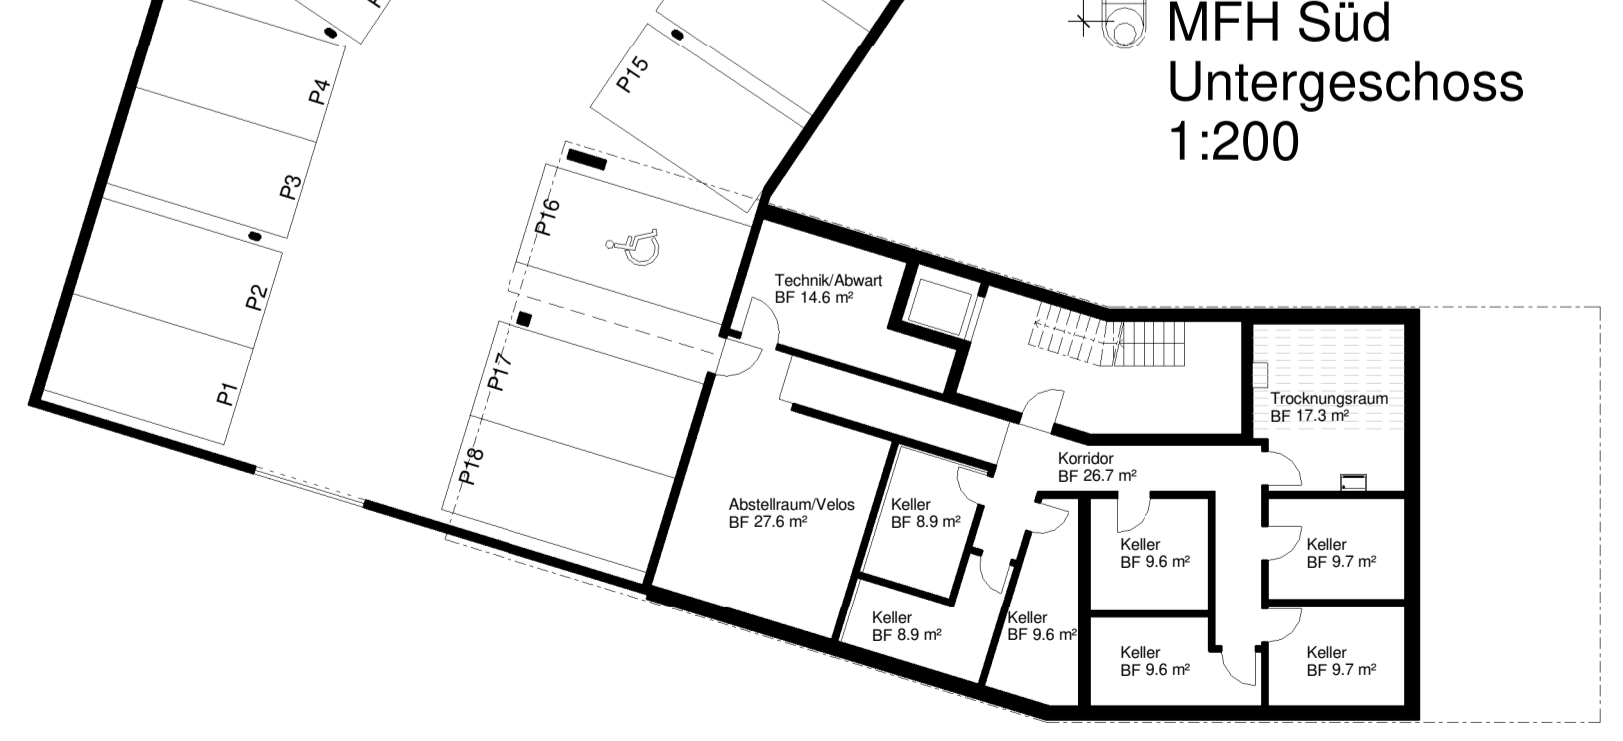 MFH Süd
Untergeschoss
1:200
P4
P3
P2
P1
P15
P16
P17
P18
Technik/Abwart
BF 14.6 m²
Trocknungsraum
BF 17.3 m²
Korridor
BF 26.7 m²
Abstellraum/Velos
BF 27.6 m²
Keller
BF 8.9 m²
Keller
BF 8.9 m²
Keller
BF 9.6 m²
Keller
BF 9.6 m²
Keller
BF 9.6 m²
Keller
BF 9.7 m²
Keller
BF 9.7 m²